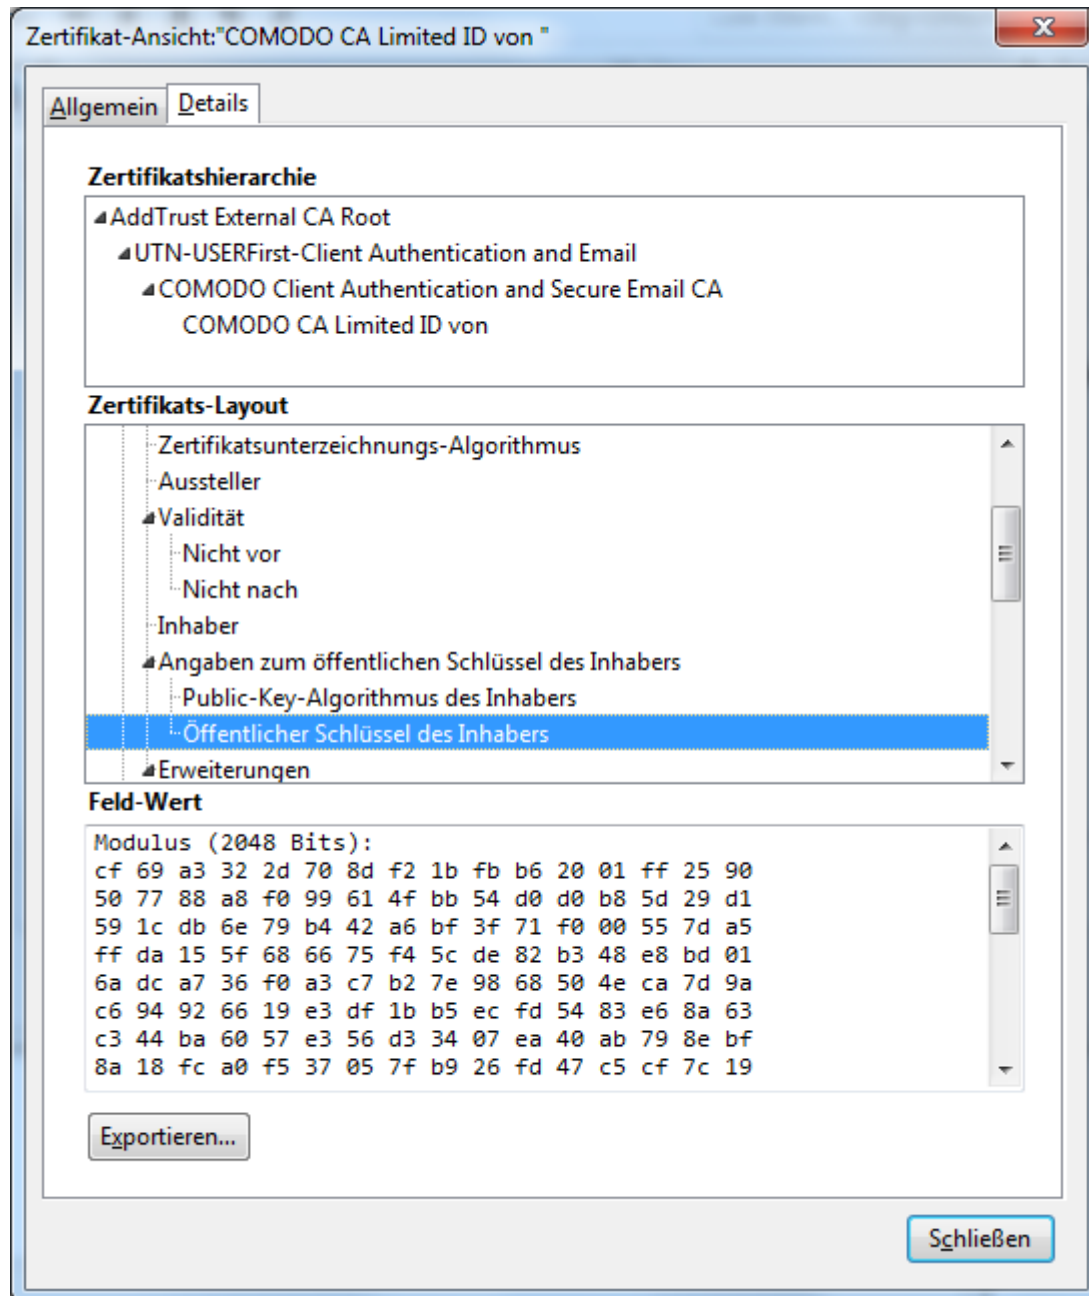 Zertifikat-Ansicht:"COMODO CA Limited ID von "
Allgemein
Details
Zertifikatshierarchie
AddTrust External CA Root
UTN-USERFirst-Client Authentication and Email
COMODO Client Authentication and Secure Email CA
COMODO CA Limited ID von
Zertifikats-Layout
Zertifikatsunterzeichnungs-Algorithmus
Aussteller
Validität
Nicht vor
Nicht nach
Inhaber
Angaben zum öffentlichen Schlüssel des Inhabers
Public-Key-Algorithmus des Inhabers
Öffentlicher Schlüssel des Inhabers
Erweiterungen
Feld-Wert
Modulus (2048 Bits):
cf 69 a3 32 2d 70 8d f2 1b fb b6 20 01 ff 25 90
50 77 88 a8 f0 99 61 4f bb 54 d0 d0 b8 5d 29 d1
59 1c db 6e 79 b4 42 a6 bf 3f 71 f0 00 55 7d a5
ff da 15 5f 68 66 75 f4 5c de 82 b3 48 e8 bd 01
6a dc a7 36 f0 a3 c7 b2 7e 98 68 50 4e ca 7d 9a
c6 94 92 66 19 e3 df 1b b5 ec fd 54 83 e6 8a 63
c3 44 ba 60 57 e3 56 d3 34 07 ea 40 ab 79 8e bf
8a 18 fc a0 f5 37 05 7f b9 26 fd 47 c5 cf 7c 19
Exportieren...
Schließen